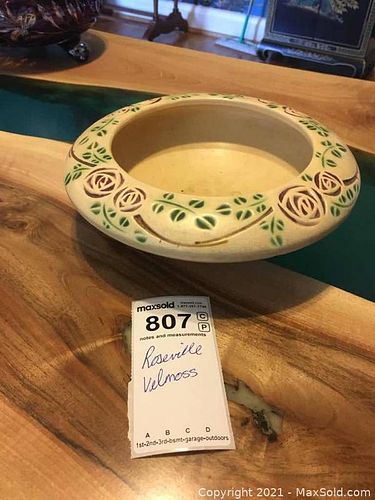 maxsold
807 C
P
notes and measurements
Roseville
Velmoss
A B C D
1st-2nd-3rd-bsmt-garage-outdoors
Copyright © 2021 - MaxSold.com